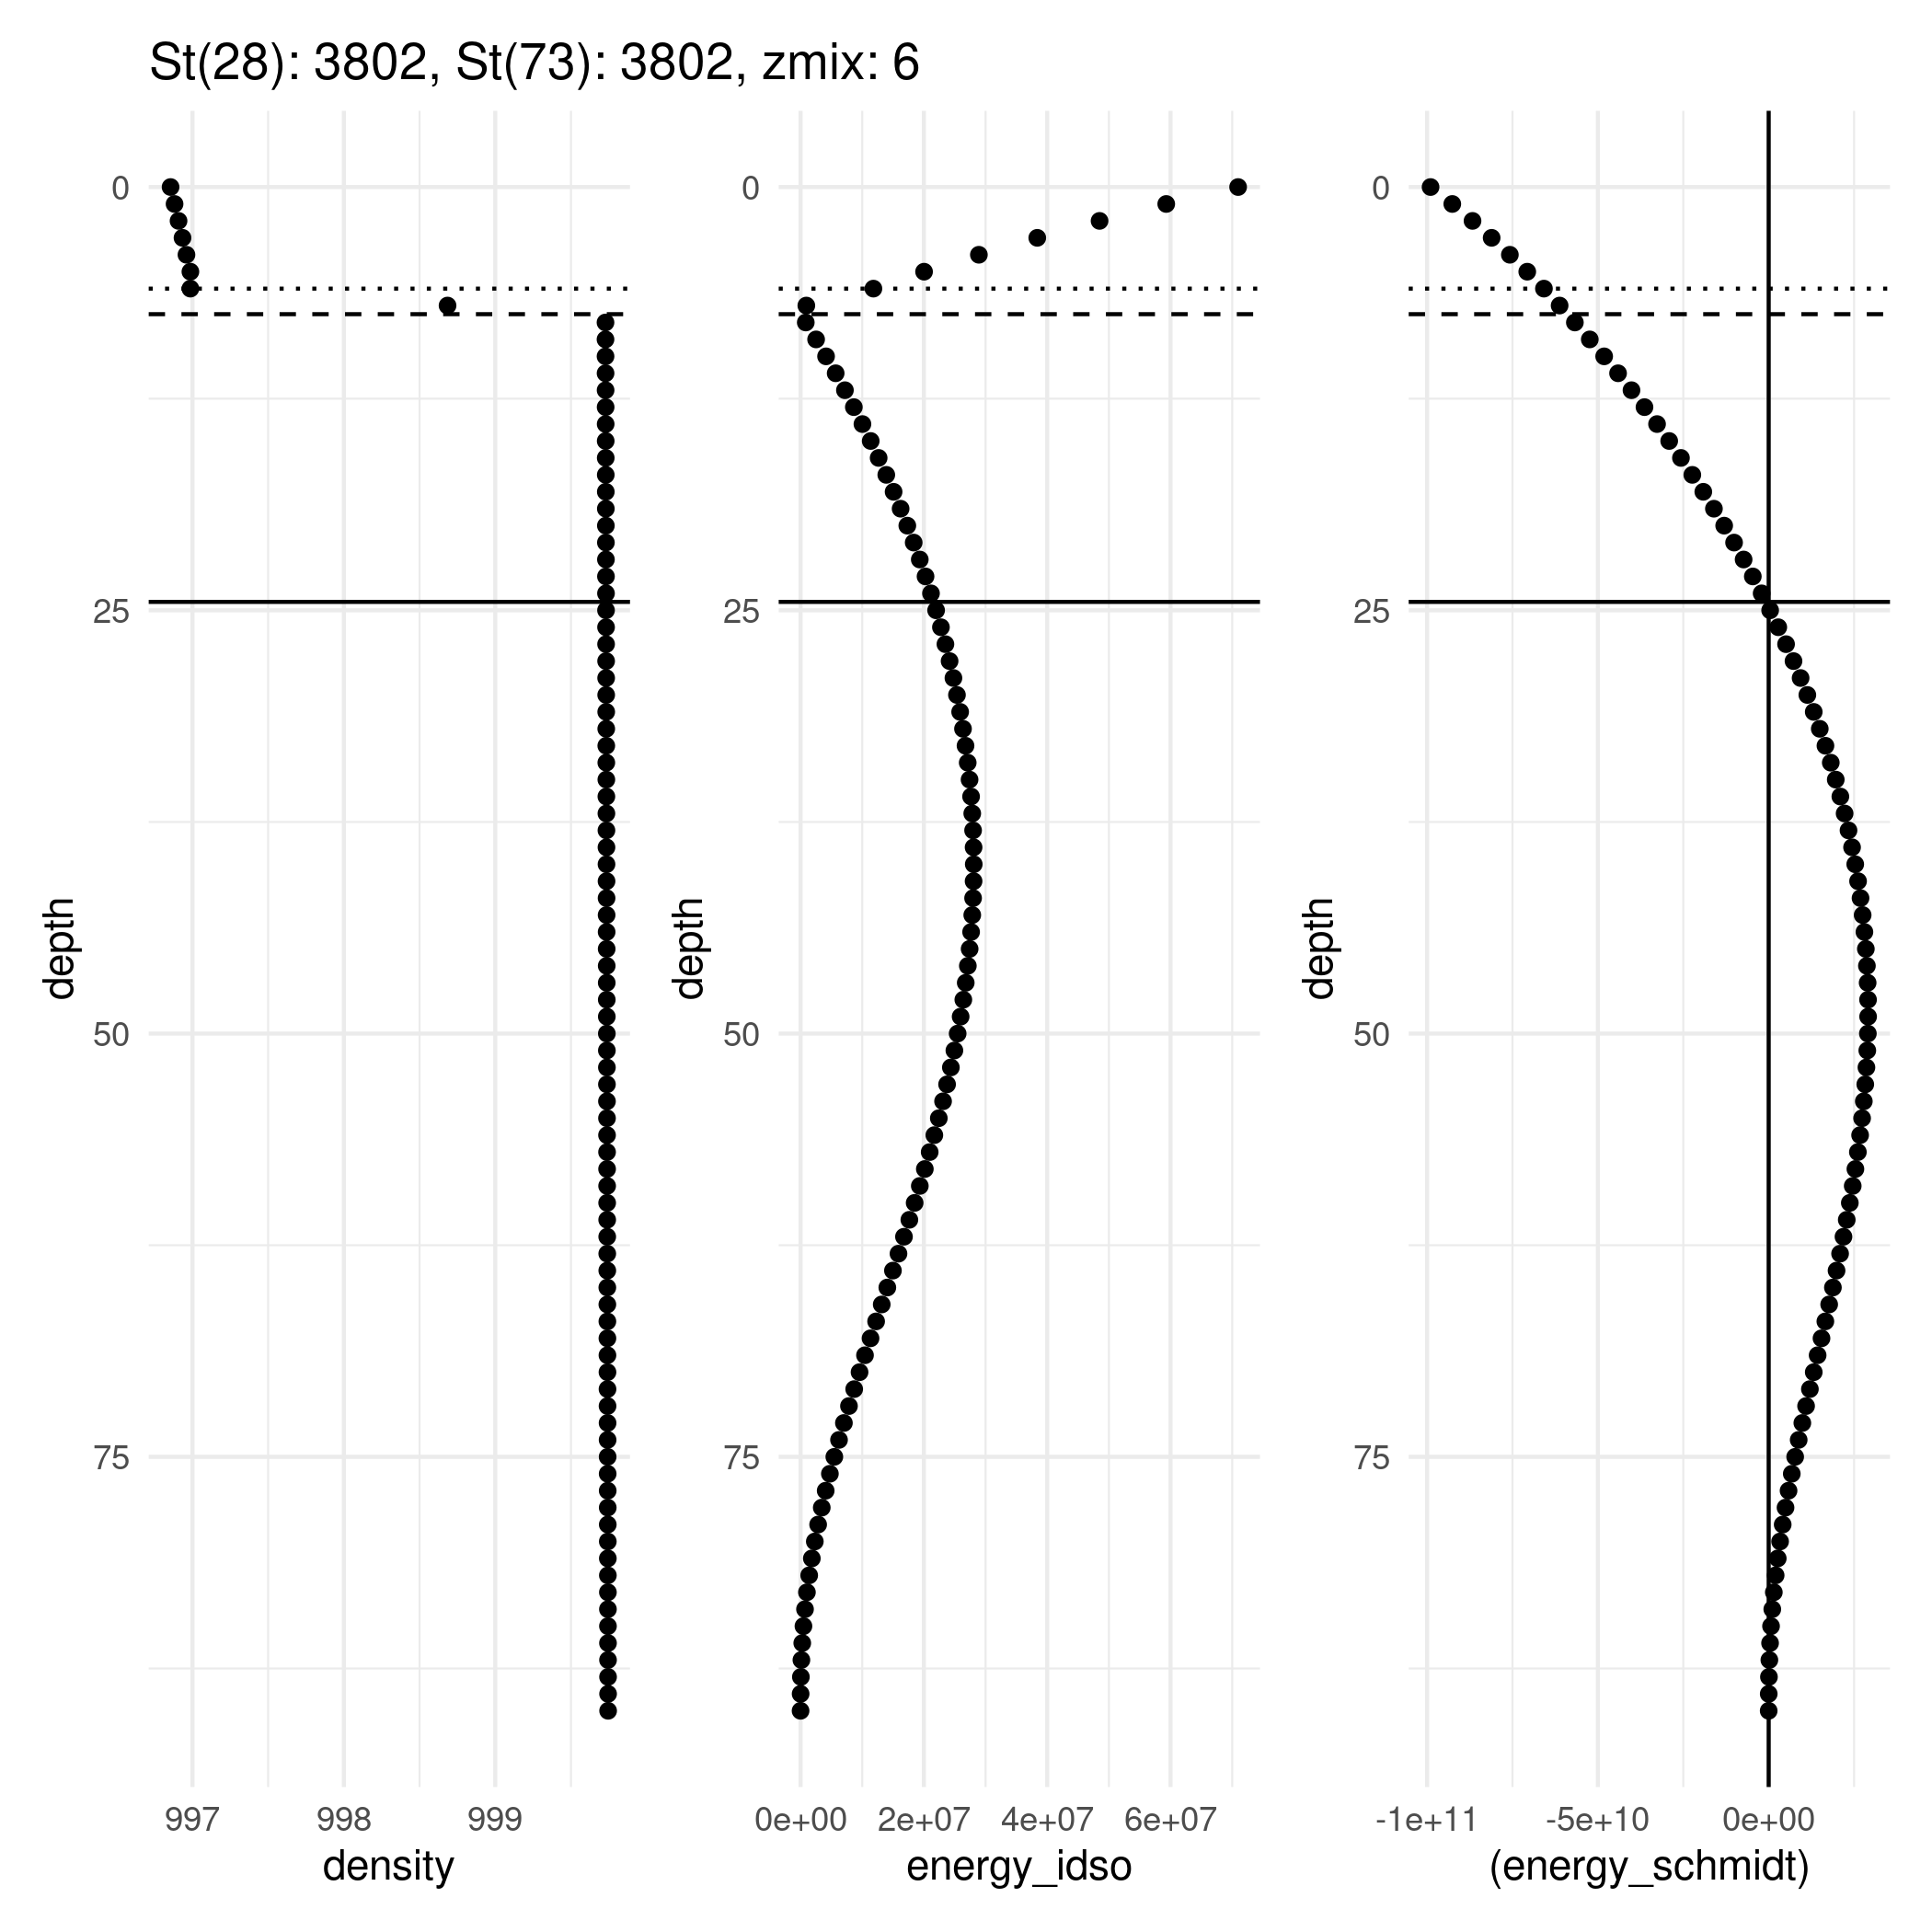 St(28): 3802, St(73): 3802, zmix: 6
0
25
50
75
depth
997 998 999
density
0
25
50
75
depth
0e+00 2e+07 4e+07 6e+07
energy_idso
0
25
50
75
depth
-1e+11 -5e+10 0e+00
(energy_schmidt)